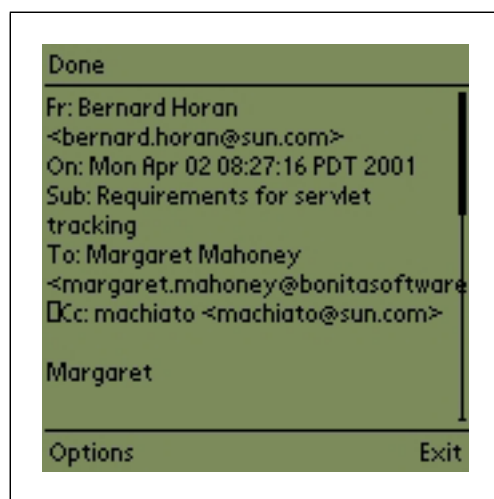 Done
Fr: Bernard Horan
<bernard.horan@sun.com>
On: Mon Apr 02 08:27:16 PDT 2001
Sub: Requirements for servlet
tracking
To: Margaret Mahoney
<margaret.mahoney@bonitasoftware
Cc: machiato <machiato@sun.com>
Margaret
Options Exit